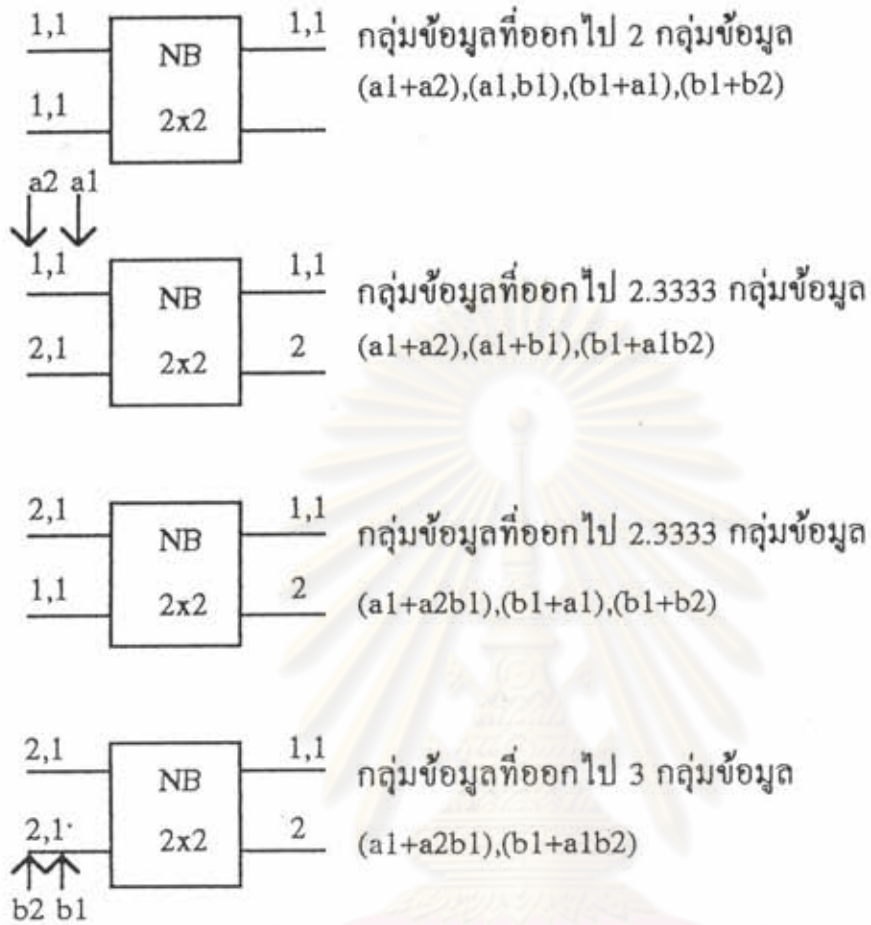 1,1 NB 1,1 กลุ่มข้อมูลที่ออกไป 2 กลุ่มข้อมูล
(a1+a2),(a1,b1),(b1+a1),(b1+b2)
1,1 2x2
a2 a1
1,1 NB 1,1 กลุ่มข้อมูลที่ออกไป 2.3333 กลุ่มข้อมูล
2,1 2x2 2 (a1+a2),(a1+b1),(b1+a1b2)
2,1 NB 1,1 กลุ่มข้อมูลที่ออกไป 2.3333 กลุ่มข้อมูล
1,1 2x2 2 (a1+a2b1),(b1+a1),(b1+b2)
2,1 NB 1,1 กลุ่มข้อมูลที่ออกไป 3 กลุ่มข้อมูล
2,1 2x2 2 (a1+a2b1),(b1+a1b2)
b2 b1